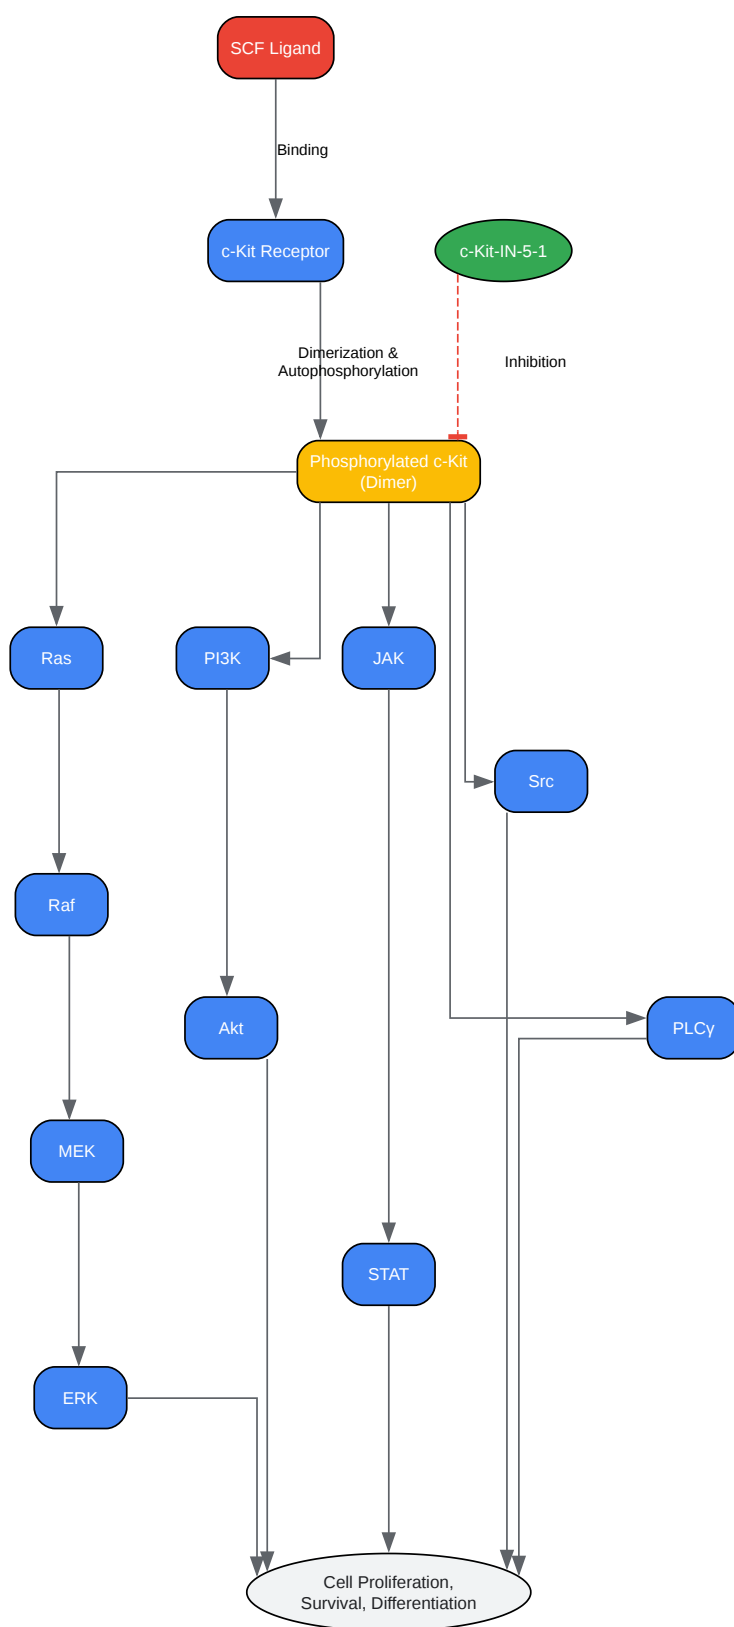 SCF Ligand
Binding
c-Kit Receptor
c-Kit-IN-5-1
Dimerization &
Autophosphorylation
Inhibition
Phosphorylated c-Kit
(Dimer)
Ras
PI3K
JAK
Src
Raf
Akt
PLCγ
MEK
STAT
ERK
Cell Proliferation,
Survival, Differentiation